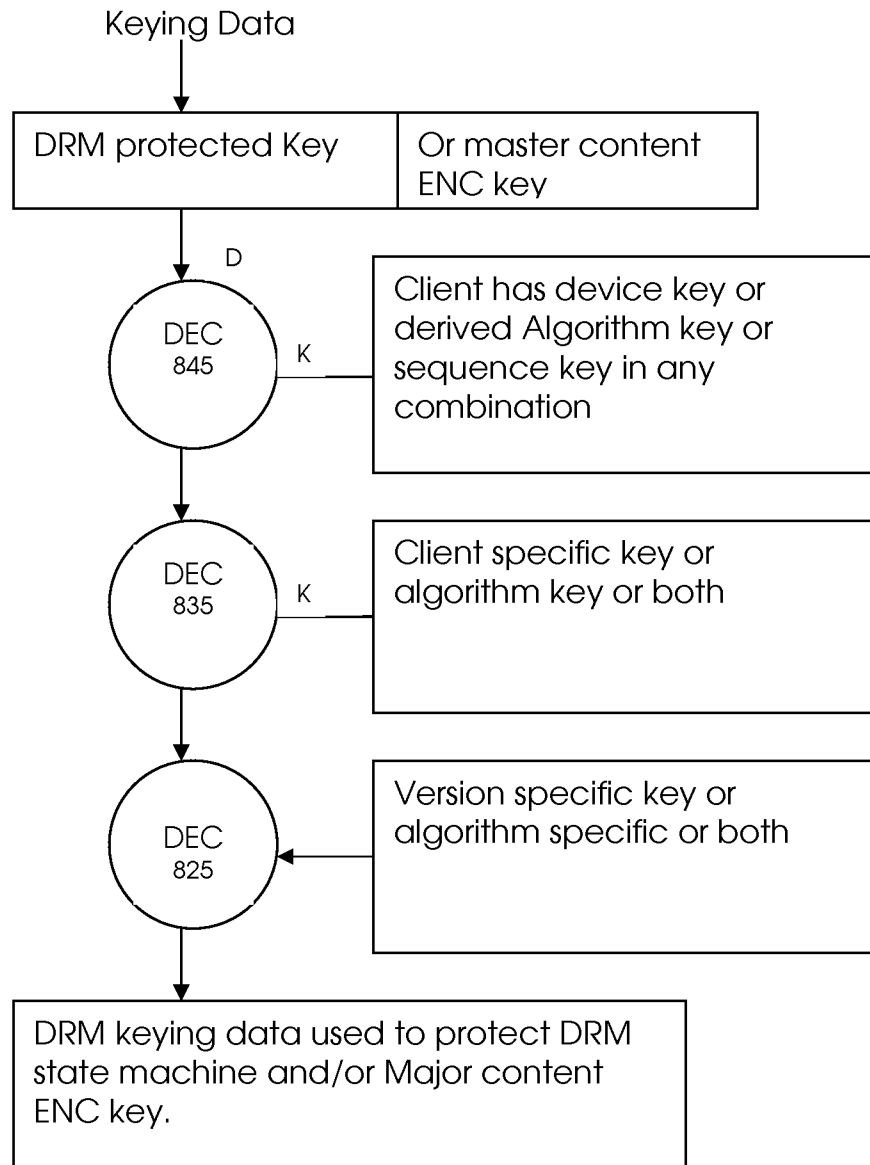 Keying Data
DRM protected Key
Or master content
ENC key
D
DEC
845
K
Client has device key or
derived Algorithm key or
sequence key in any
combination
DEC
835
K
Client specific key or
algorithm key or both
DEC
825
Version specific key or
algorithm specific or both
DRM keying data used to protect DRM
state machine and/or Major content
ENC key.